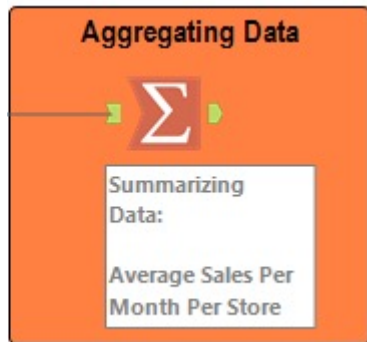 Aggregating Data
Σ
Summarizing
Data:
Average Sales Per
Month Per Store